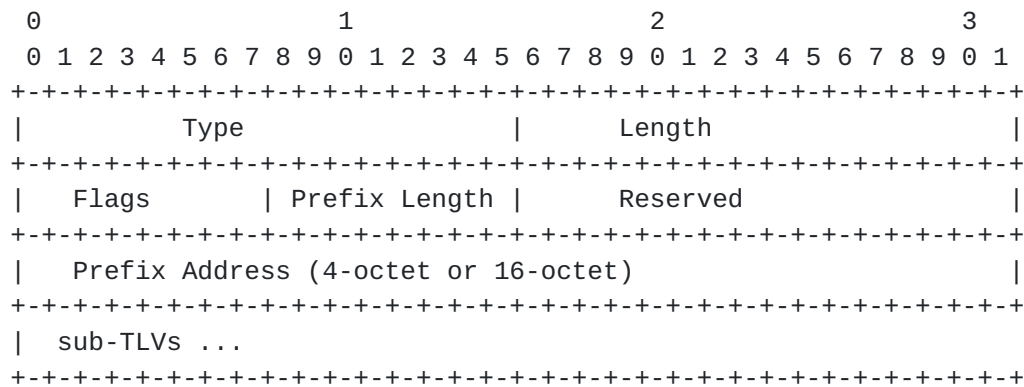 0                   1                   2                   3
 0 1 2 3 4 5 6 7 8 9 0 1 2 3 4 5 6 7 8 9 0 1 2 3 4 5 6 7 8 9 0 1
+-+-+-+-+-+-+-+-+-+-+-+-+-+-+-+-+-+-+-+-+-+-+-+-+-+-+-+-+-+-+-+-+
|          Type                 |      Length                   |
+-+-+-+-+-+-+-+-+-+-+-+-+-+-+-+-+-+-+-+-+-+-+-+-+-+-+-+-+-+-+-+-+
|   Flags       | Prefix Length |      Reserved                 |
+-+-+-+-+-+-+-+-+-+-+-+-+-+-+-+-+-+-+-+-+-+-+-+-+-+-+-+-+-+-+-+-+
|   Prefix Address (4-octet or 16-octet)                        |
+-+-+-+-+-+-+-+-+-+-+-+-+-+-+-+-+-+-+-+-+-+-+-+-+-+-+-+-+-+-+-+-+
|  sub-TLVs ...
+-+-+-+-+-+-+-+-+-+-+-+-+-+-+-+-+-+-+-+-+-+-+-+-+-+-+-+-+-+-+-+-+